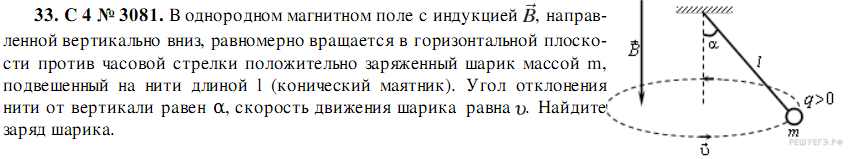 33. С 4 № 3081. В однородном магнитном поле с индукцией B⃗, направ-
ленной вертикально вниз, равномерно вращается в горизонтальной плоско-
сти против часовой стрелки положительно заряженный шарик массой m,
подвешенный на нити длиной l (конический маятник). Угол отклонения
нити от вертикали равен α, скорость движения шарика равна υ. Найдите
заряд шарика.
α
B⃗
l
q>0
m
υ⃗
РЕШУЕГЭ.РФ